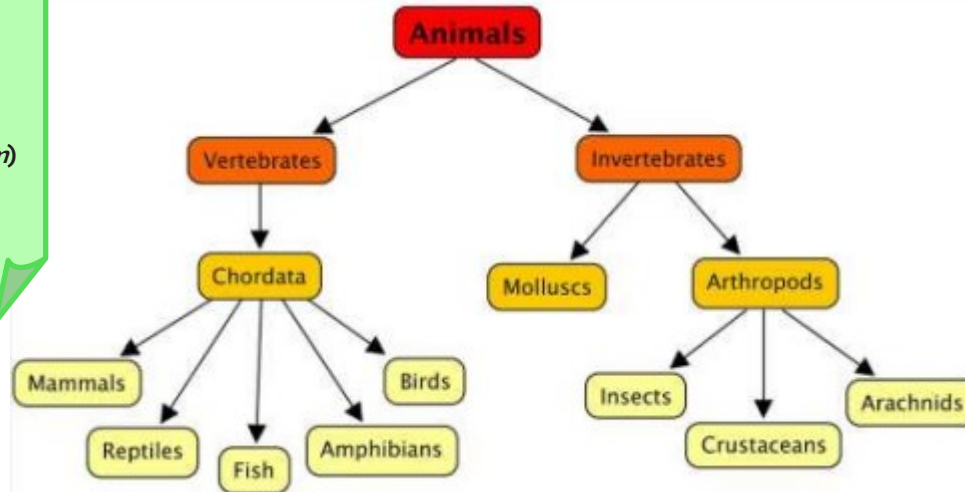 Animals
n)
Vertebrates
Invertebrates
Chordata
Molluscs
Arthropods
Mammals
Birds
Insects
Arachnids
Reptiles
Fish
Amphibians
Crustaceans